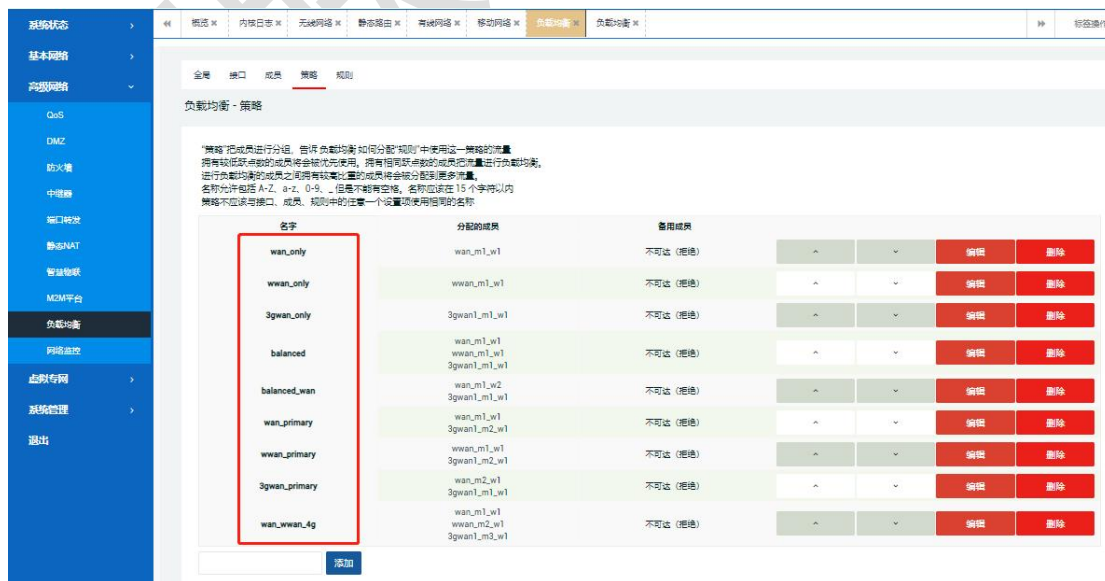 系统状态
基本网络
高级网络
QoS
DMZ
防火墙
中继器
端口转发
静态NAT
智慧物联
M2M平台
负载均衡
网络监控
虚拟专网
系统管理
退出
概览 内核日志 无线网络 静态路由 有线网络 移动网络 负载均衡 负载均衡 标签操作
全局 接口 成员 策略 规则
负载均衡 - 策略
“策略”把成员进行分组，告诉 负载均衡 如何分配“规则”中使用这一策略的流量
拥有较低跃点数的成员将会被优先使用。拥有相同跃点数的成员把流量进行负载均衡。
进行负载均衡的成员之间拥有较高比重的成员将会被分配到更多流量。
名称允许包括 A-Z、a-z、0-9、_ 但是不能有空格。名称应该在 15 个字符以内
策略不应该与接口、成员、规则中的任意一个设置项使用相同的名称
名字 分配的成员 备用成员
wan_only wan_m1_w1 不可达（拒绝） 编辑 删除
wwan_only wwan_m1_w1 不可达（拒绝） 编辑 删除
3gwan_only 3gwan1_m1_w1 不可达（拒绝） 编辑 删除
wan_m1_w1
balanced wwan_m1_w1 不可达（拒绝） 编辑 删除
3gwan1_m1_w1
wan_m1_w2
balanced_wan 不可达（拒绝） 编辑 删除
3gwan1_m1_w1
wan_m1_w1
wan_primary 不可达（拒绝） 编辑 删除
3gwan1_m2_w1
wwan_m1_w1
wwan_primary 不可达（拒绝） 编辑 删除
3gwan1_m2_w1
wan_m2_w1
3gwan_primary 不可达（拒绝） 编辑 删除
3gwan1_m1_w1
wan_m1_w1
wan_wwan_4g wwan_m2_w1 不可达（拒绝） 编辑 删除
3gwan1_m3_w1
添加